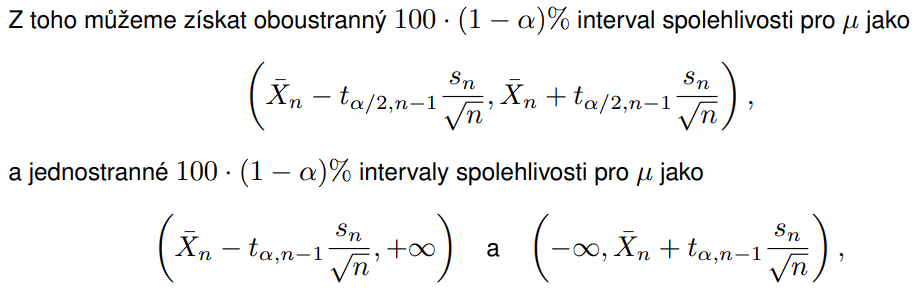 Z toho můžeme získat oboustranný $100 \cdot (1 - \alpha)\%$ interval spolehlivosti pro $\mu$ jako
$$\left( \bar{X}_n - t_{\alpha/2,n-1} \frac{s_n}{\sqrt{n}}, \bar{X}_n + t_{\alpha/2,n-1} \frac{s_n}{\sqrt{n}} \right),$$
a jednostranné $100 \cdot (1 - \alpha)\%$ intervaly spolehlivosti pro $\mu$ jako
$$\left( \bar{X}_n - t_{\alpha,n-1} \frac{s_n}{\sqrt{n}}, +\infty \right) \quad \text{a} \quad \left( -\infty, \bar{X}_n + t_{\alpha,n-1} \frac{s_n}{\sqrt{n}} \right),$$